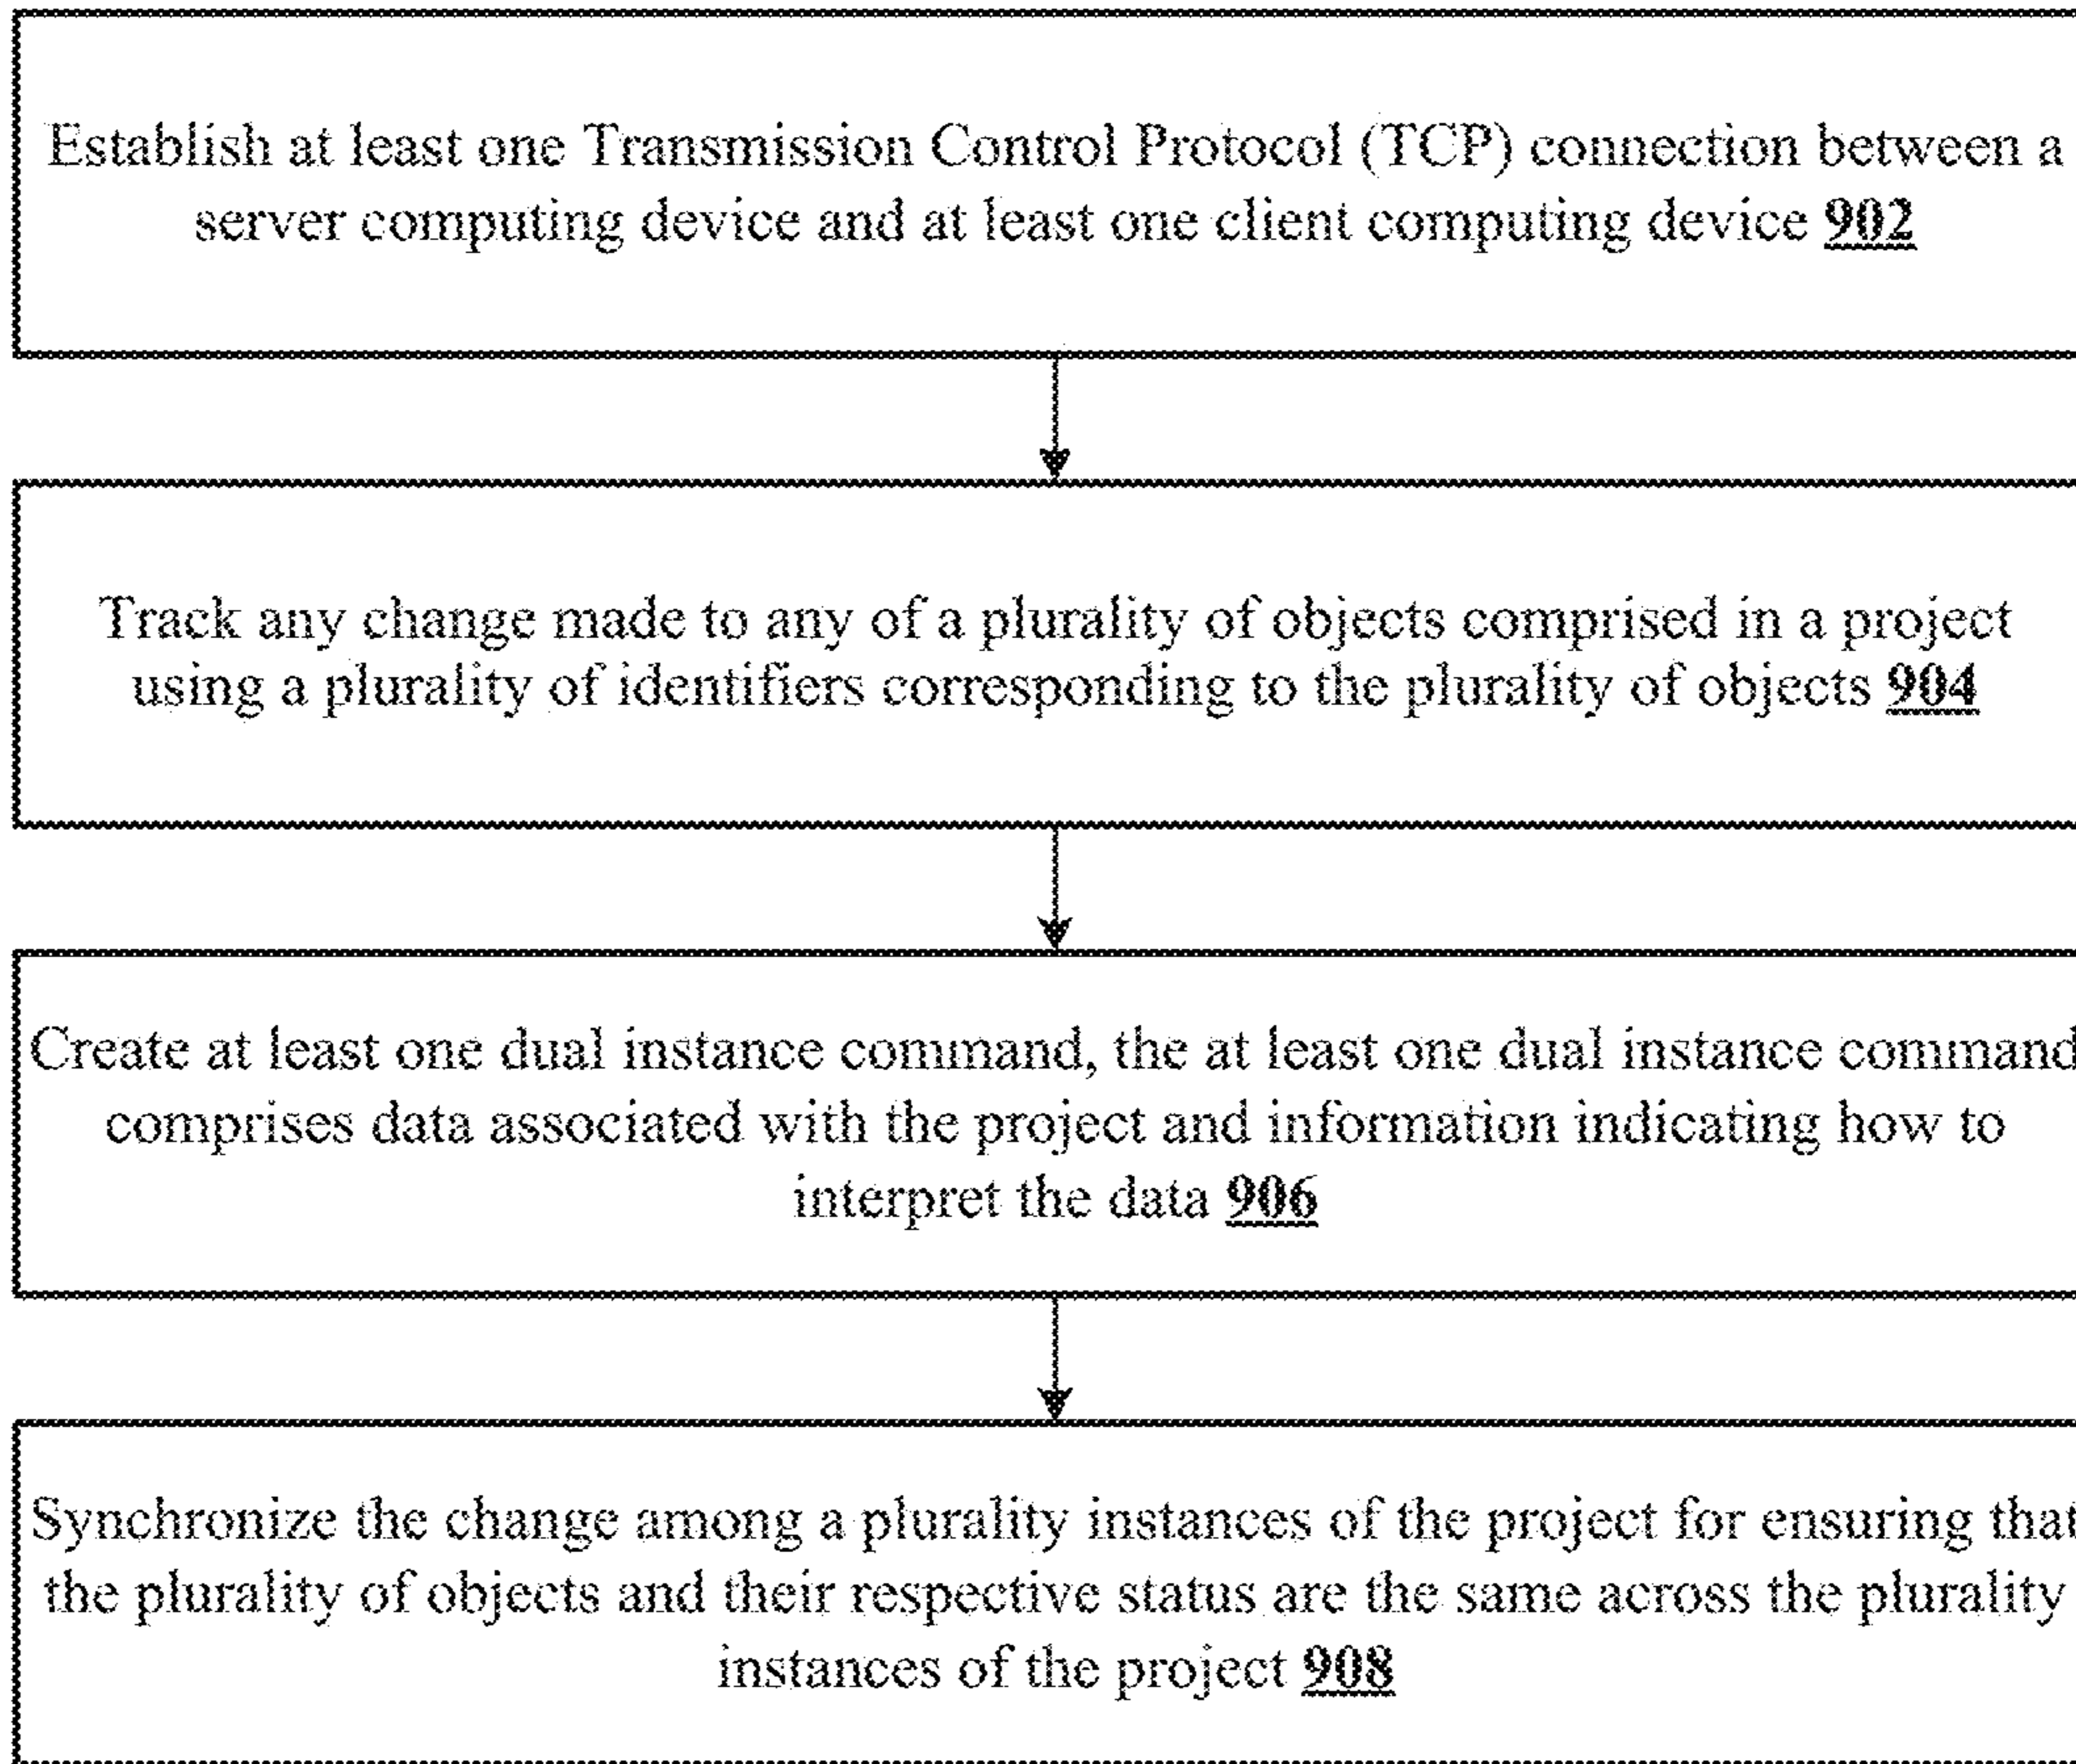 Establish at least one Transmission Control Protocol (TCP) connection between a
server computing device and at least one client computing device 902
Track any change made to any of a plurality of objects comprised in a project
using a plurality of identifiers corresponding to the plurality of objects 904
Create at least one dual instance command, the at least one dual instance command
comprises data associated with the project and information indicating how to
interpret the data 906
Synchronize the change among a plurality instances of the project for ensuring that
the plurality of objects and their respective status are the same across the plurality
instances of the project 908